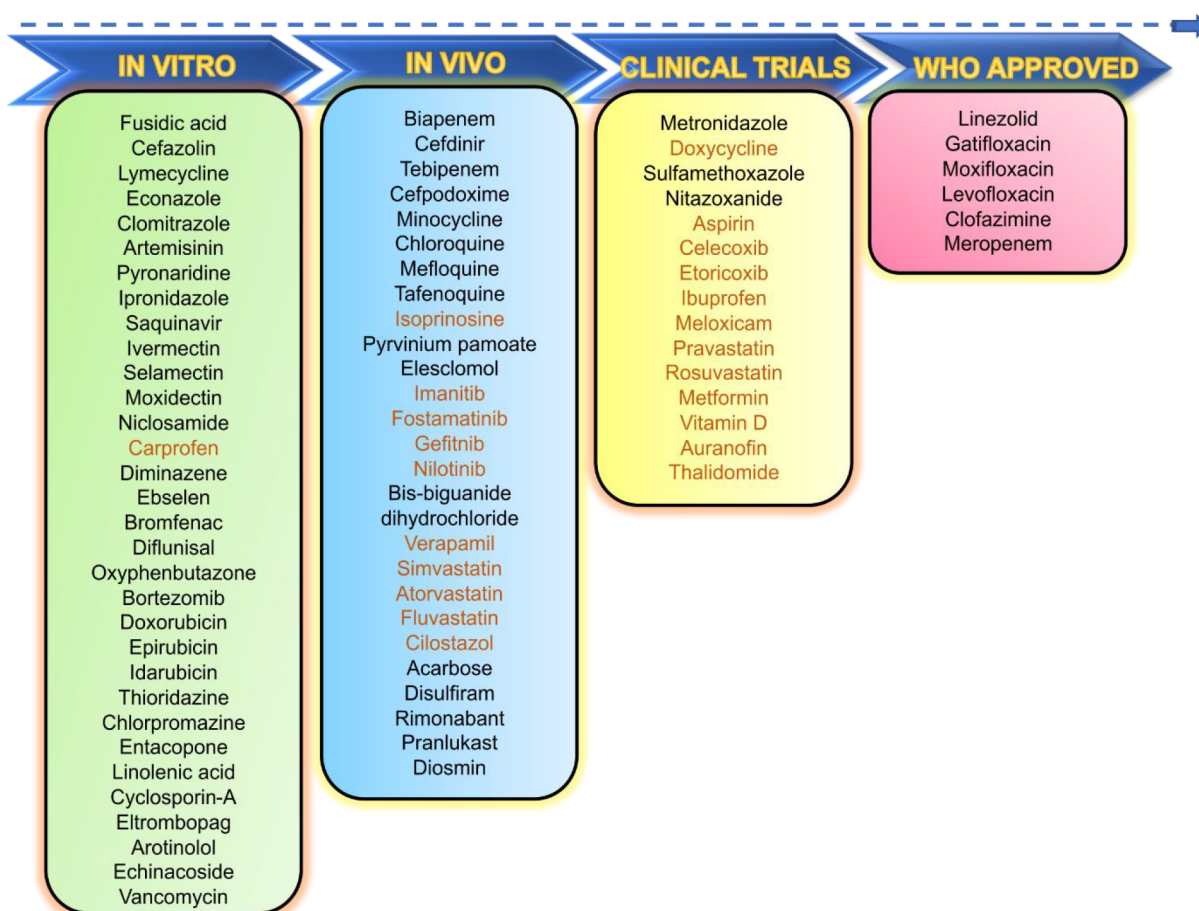 IN VITRO
IN VIVO
CLINICAL TRIALS
WHO APPROVED
Fusidic acid
Cefazolin
Lymecycline
Econazole
Clomitrazole
Artemisinin
Pyronaridine
Ipronidazole
Saquinavir
Ivermectin
Selamectin
Moxidectin
Niclosamide
Carprofen
Diminazene
Ebselen
Bromfenac
Diflunisal
Oxyphenbutazone
Bortezomib
Doxorubicin
Epirubicin
Idarubicin
Thioridazine
Chlorpromazine
Entacopone
Linolenic acid
Cyclosporin-A
Eltrombopag
Arotinolol
Echinacoside
Vancomycin
Biapenem
Cefdinir
Tebipenem
Cefpodoxime
Minocycline
Chloroquine
Mefloquine
Tafenoquine
Isoprinosine
Pyrvinium pamoate
Elesclomol
Imanitib
Fostamatinib
Gefitnib
Nilotinib
Bis-biguanide
dihydrochloride
Verapamil
Simvastatin
Atorvastatin
Fluvastatin
Cilostazol
Acarbose
Disulfiram
Rimonabant
Pranlukast
Diosmin
Metronidazole
Doxycycline
Sulfamethoxazole
Nitazoxanide
Aspirin
Celecoxib
Etoricoxib
Ibuprofen
Meloxicam
Pravastatin
Rosuvastatin
Metformin
Vitamin D
Auranofin
Thalidomide
Linezolid
Gatifloxacin
Moxifloxacin
Levofloxacin
Clofazimine
Meropenem